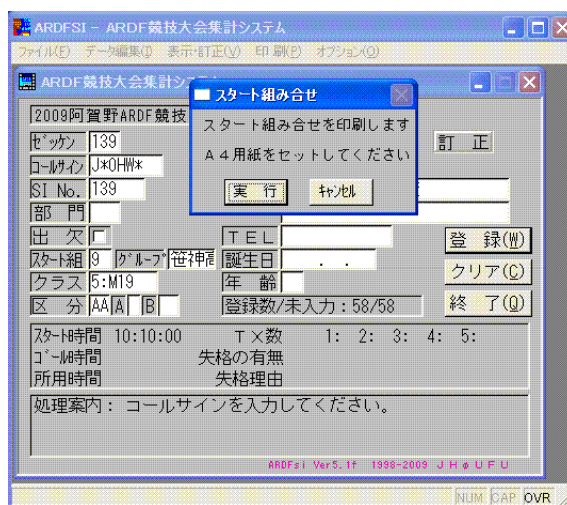 ARDFSI - ARDF競技大会集計システム
ファイル(F) データ編集(I) 表示・訂正(V) 印刷(P) オプション(O)
ARDF競技大会集計シス
スタート組み合せ
スタート組み合せを印刷します
A4用紙をセットしてください
実 行 ｷｬﾝｾﾙ
2009阿賀野ARDF競技
ｾﾞｯｹﾝ 139 訂 正
ｺｰﾙｻｲﾝ J*OHW*
SI No. 139
部 門
出 欠 TEL 登 録(W)
ｽﾀｰﾄ組 9 ｸﾞﾙｰﾌﾟ 笹神 誕生日 . . クリア(C)
クラス 5:M19 年 齢
区 分 AA A B 登録数/未入力:58/58 終 了(Q)
ｽﾀｰﾄ時間 10:10:00 TX数 1: 2: 3: 4: 5:
ｺﾞｰﾙ時間 失格の有無
所用時間 失格理由
処理案内: コールサインを入力してください。
ARDFsi Ver5.1f 1998-2009 JHφUFU
NUM CAP OVR